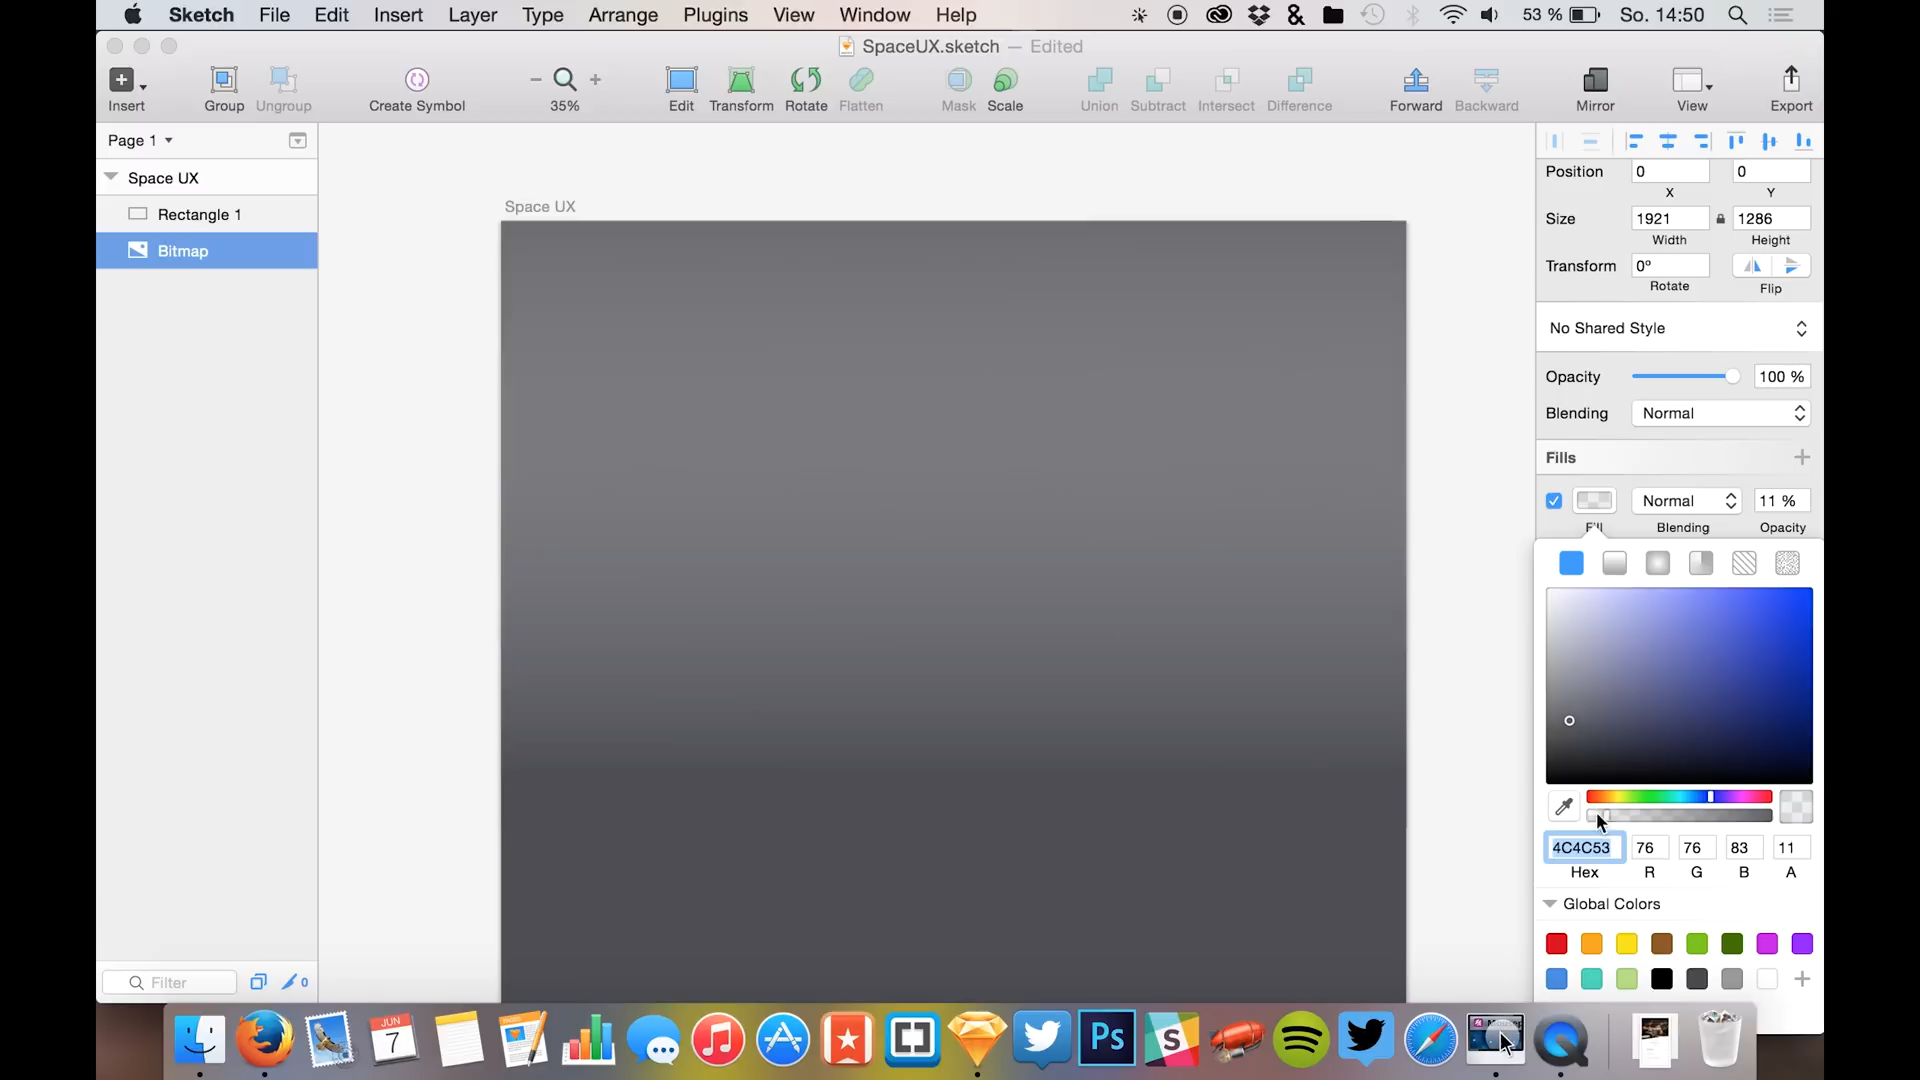 Sketch File Edit Insert Layer Type Arrange Plugins View Window Help 53 % So. 14:50
SpaceUX.sketch — Edited
Insert Group Ungroup Create Symbol 35% Edit Transform Rotate Flatten Mask Scale Union Subtract Intersect Difference Forward Backward Mirror View Export
Page 1
Space UX
Rectangle 1
Bitmap
Filter 0
Space UX
Position 0 0
X Y
Size 1921 1286
Width Height
Transform 0°
Rotate Flip
No Shared Style
Opacity 100 %
Blending Normal
Fills
Normal 11 %
Fill Blending Opacity
4C4C53 76 76 83 11
Hex R G B A
Global Colors
JUN
7
Ps
S